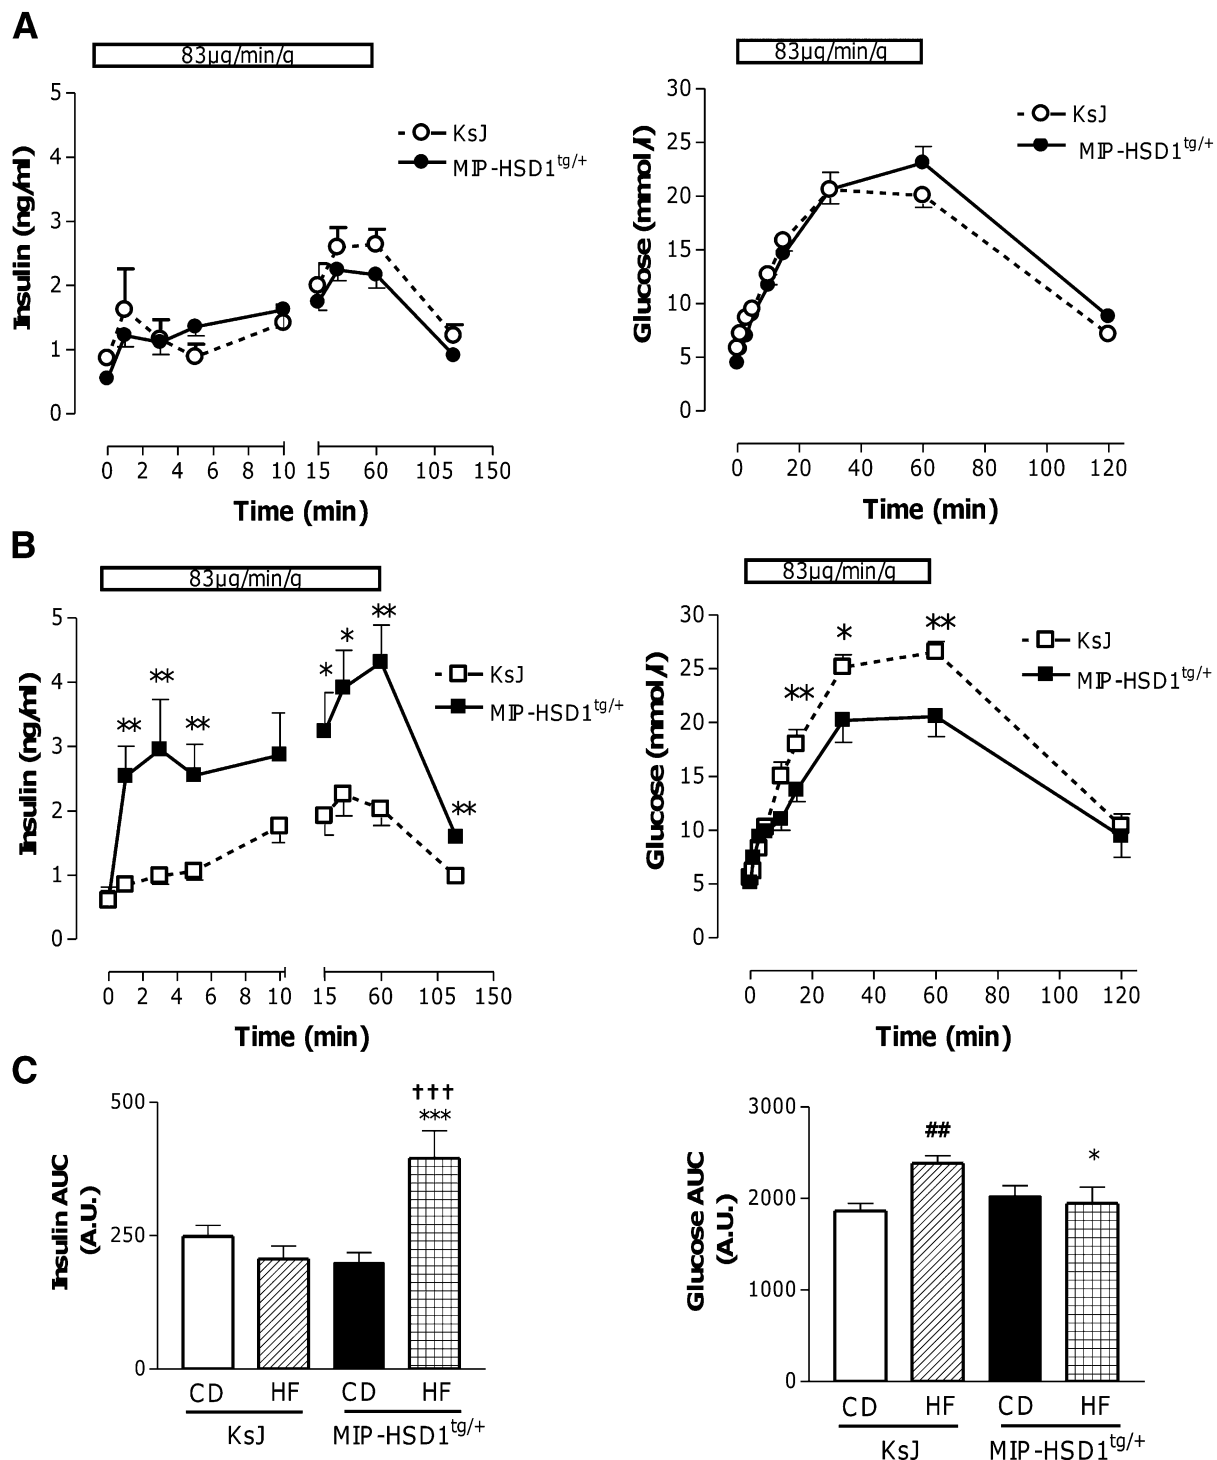 A
83µg/min/g
83µg/min/g
5
4
3
2
1
0
Insulin (ng/ml)
KsJ
MIP-HSD1tg/+
0 2 4 6 8 10 15 60 105 150
Time (min)
30
25
20
15
10
5
0
Glucose (mmol/l)
KsJ
MIP-HSD1tg/+
0 20 40 60 80 100 120
Time (min)
B
83µg/min/g
83µg/min/g
5
4
3
2
1
0
Insulin (ng/ml)
** ** ** * * ** **
KsJ
MIP-HSD1tg/+
0 2 4 6 8 10 15 60 105 150
Time (min)
30
25
20
15
10
5
0
Glucose (mmol/l)
** * **
KsJ
MIP-HSD1tg/+
0 20 40 60 80 100 120
Time (min)
C
500
250
0
Insulin AUC
(A.U.)
†††
***
CD HF CD HF
KsJ MIP-HSD1tg/+
3000
2000
1000
0
Glucose AUC
(A.U.)
##
*
CD HF CD HF
KsJ MIP-HSD1tg/+